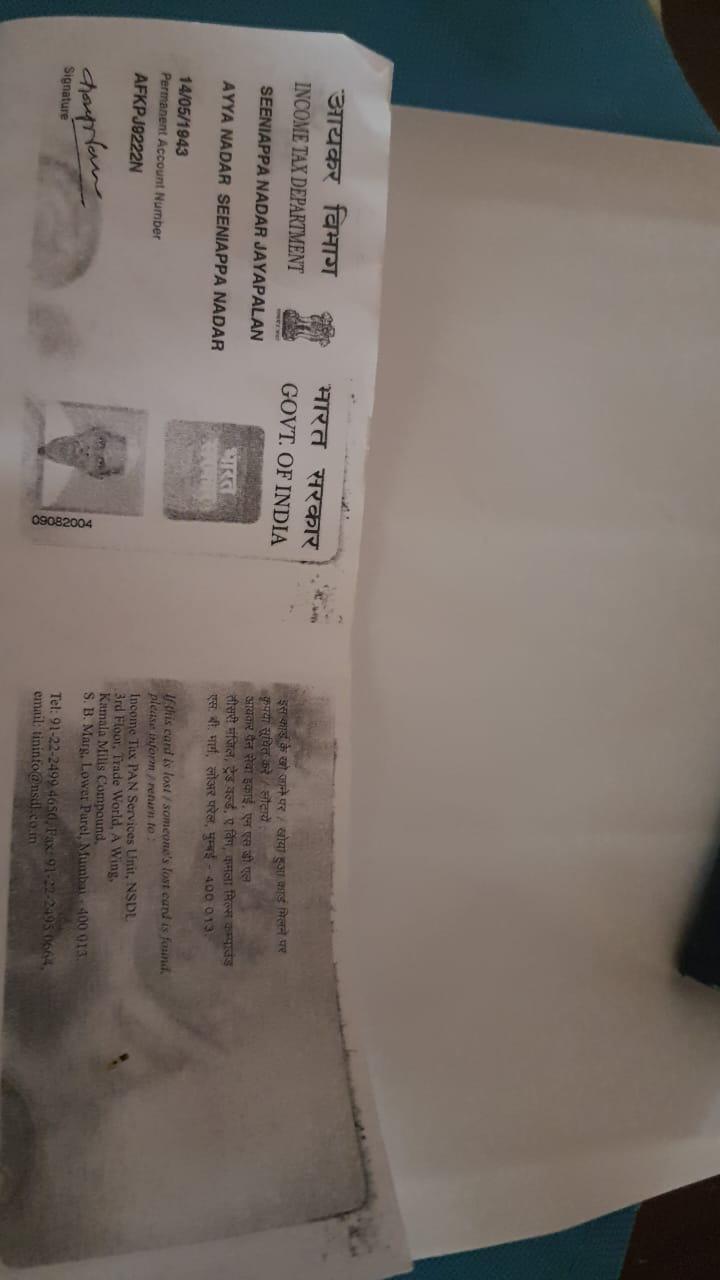 आयकर विभाग
INCOME TAX DEPARTMENT
भारत सरकार
GOVT. OF INDIA
SEENIAPPA NADAR JAYAPALAN
AYYA NADAR SEENIAPPA NADAR
14/05/1943
Permanent Account Number
AFKPJ9222N
Signature
भारत
09082004
इस कार्ड के खो जाने पर / खोया हुआ कार्ड मिलने पर
कृपया सूचित करें / लौटायें :
आयकर पैन सेवा इकाई, एन एस डी एल
तीसरी मंजिल, ट्रेड वर्ल्ड, ए विंग, कमला मिल्स कम्पाउंड
एस. बी. मार्ग, लोअर परेल, मुम्बई - 400 013.
If this card is lost / someone's lost card is found,
please inform / return to :
Income Tax PAN Services Unit, NSDL
3rd Floor, Trade World, A Wing,
Kamala Mills Compound,
S. B. Marg, Lower Parel, Mumbai - 400 013.
Tel: 91-22-2499 4650, Fax: 91-22-2495 0664,
email: tininfo@nsdl.co.in